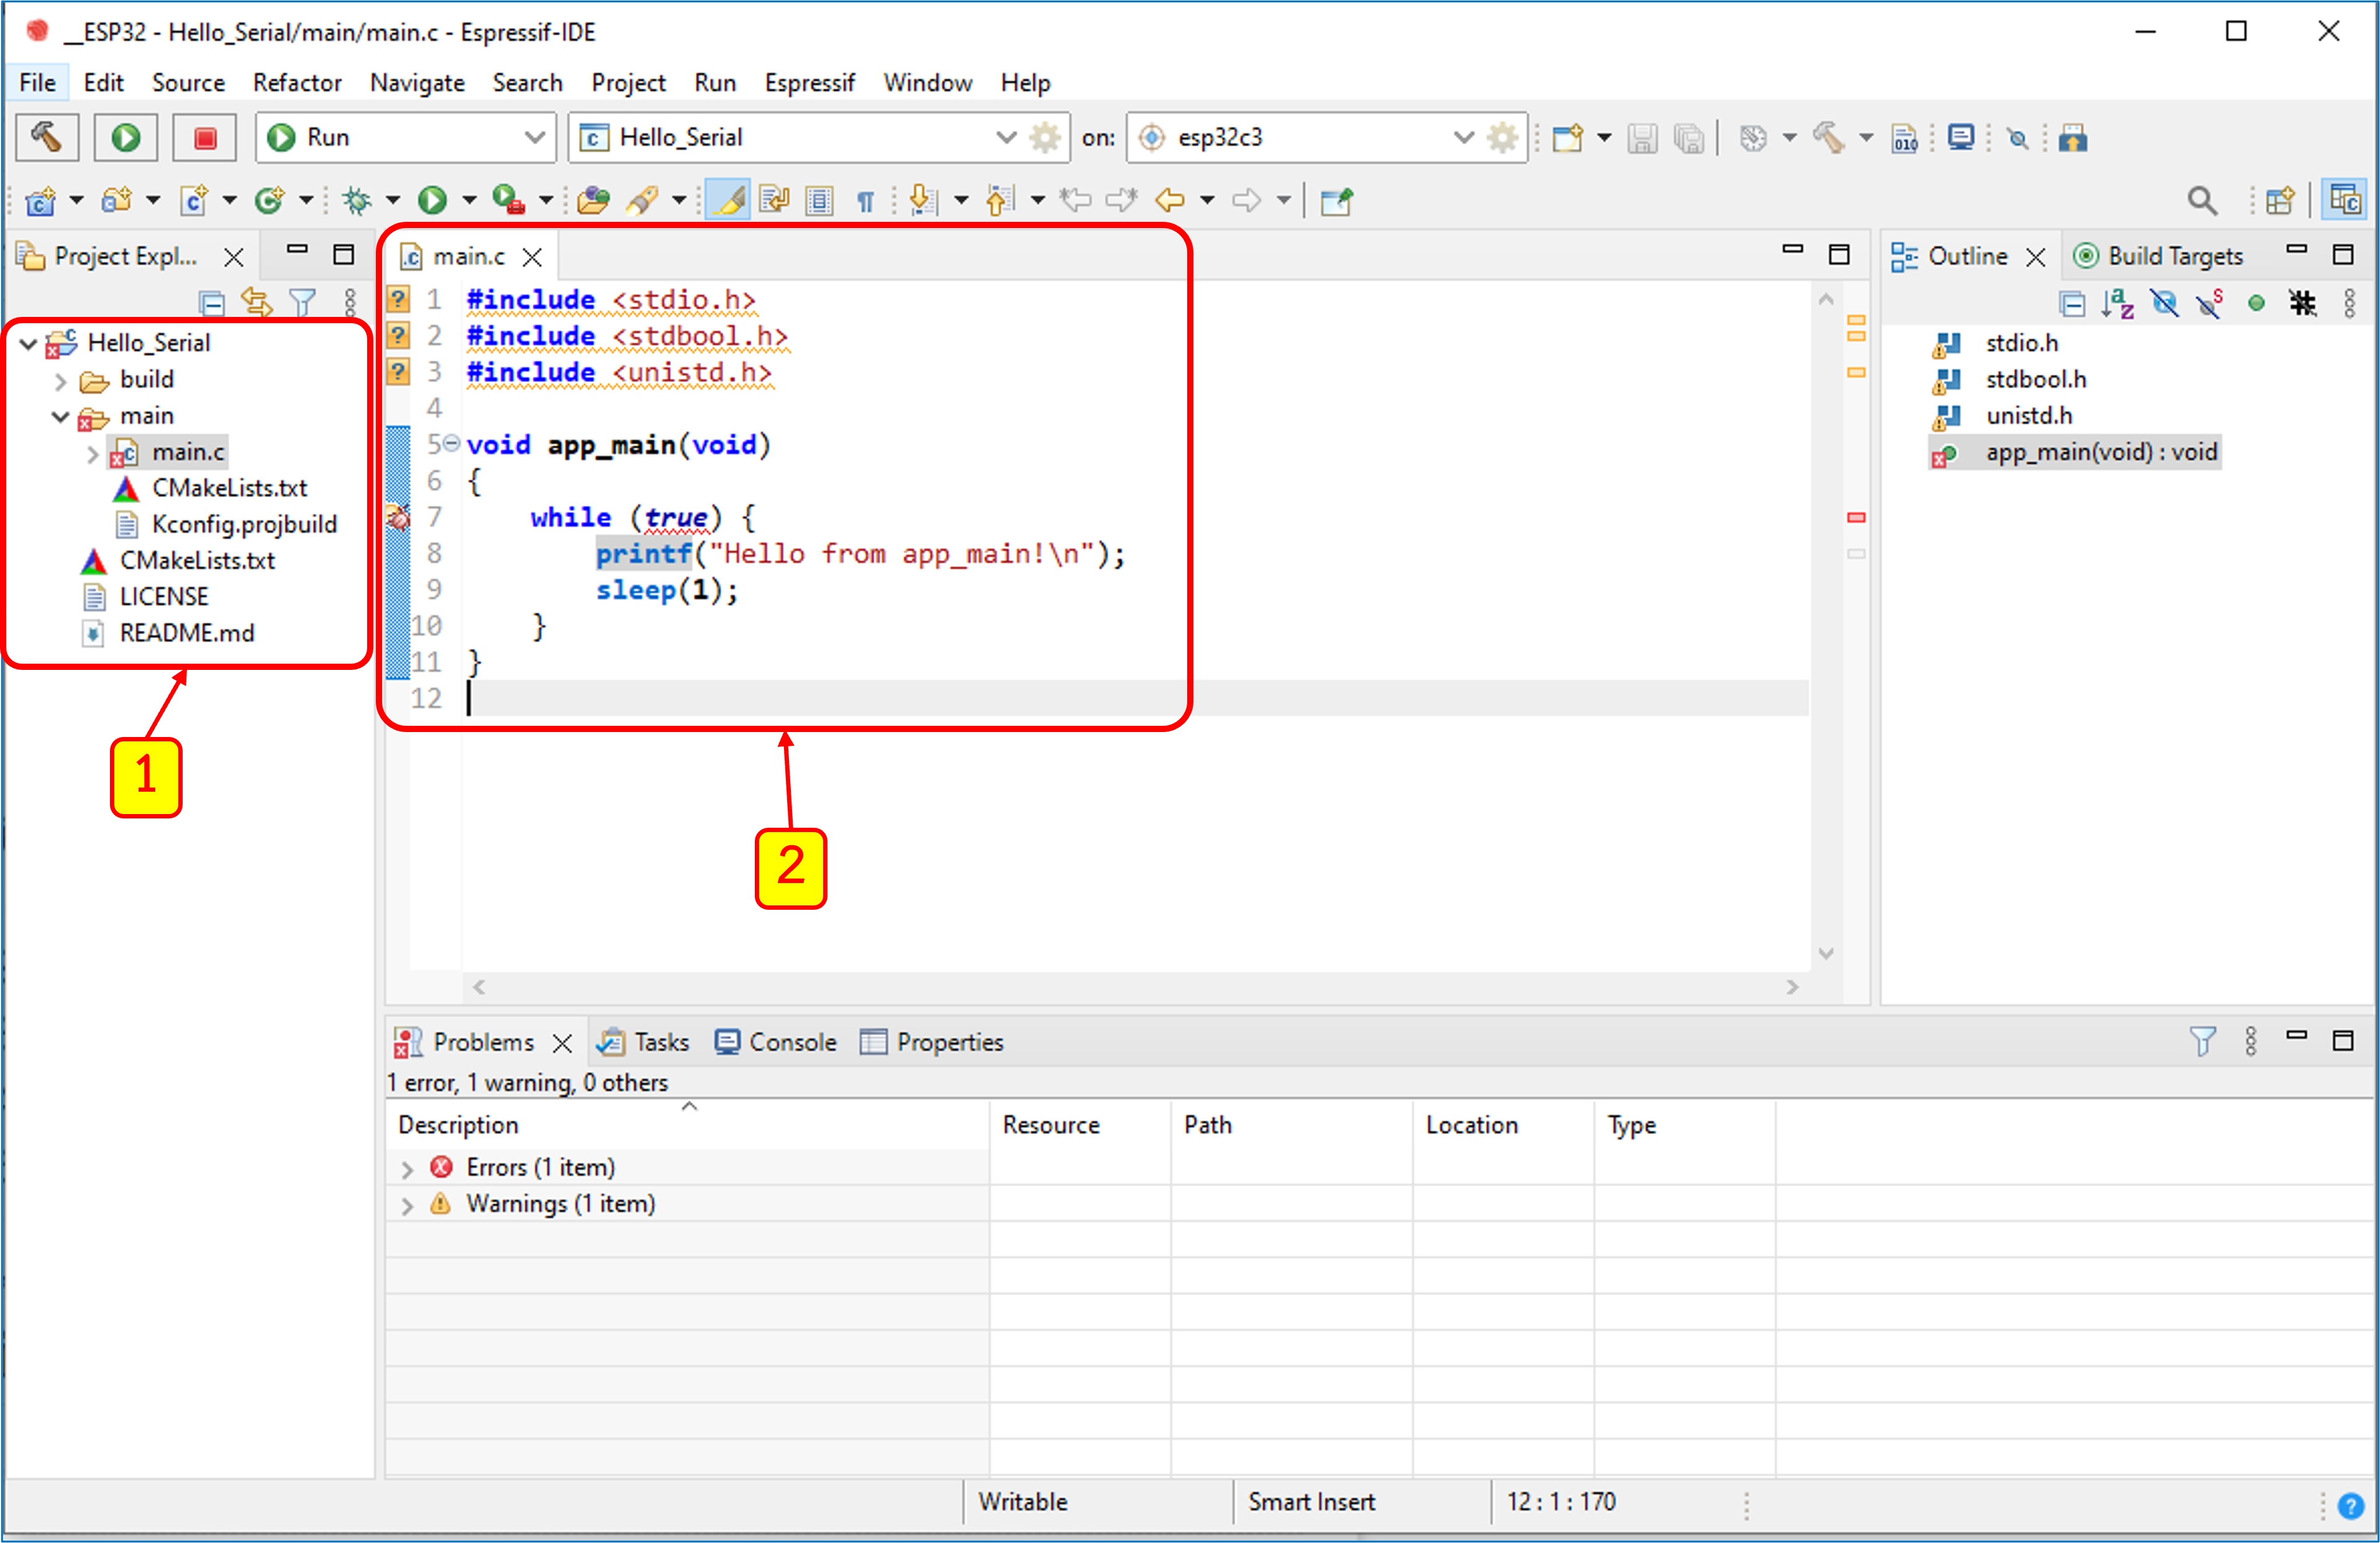 __ESP32 - Hello_Serial/main/main.c - Espressif-IDE
File Edit Source Refactor Navigate Search Project Run Espressif Window Help
Run Hello_Serial on: esp32c3
Project Expl...
Hello_Serial
build
main
main.c
CMakeLists.txt
Kconfig.projbuild
CMakeLists.txt
LICENSE
README.md
1
main.c
1 #include <stdio.h>
2 #include <stdbool.h>
3 #include <unistd.h>
4
5 void app_main(void)
6 {
7     while (true) {
8         printf("Hello from app_main!\n");
9         sleep(1);
10     }
11 }
12
2
Outline Build Targets
stdio.h
stdbool.h
unistd.h
app_main(void) : void
Problems Tasks Console Properties
1 error, 1 warning, 0 others
Description Resource Path Location Type
Errors (1 item)
Warnings (1 item)
Writable Smart Insert 12 : 1 : 170